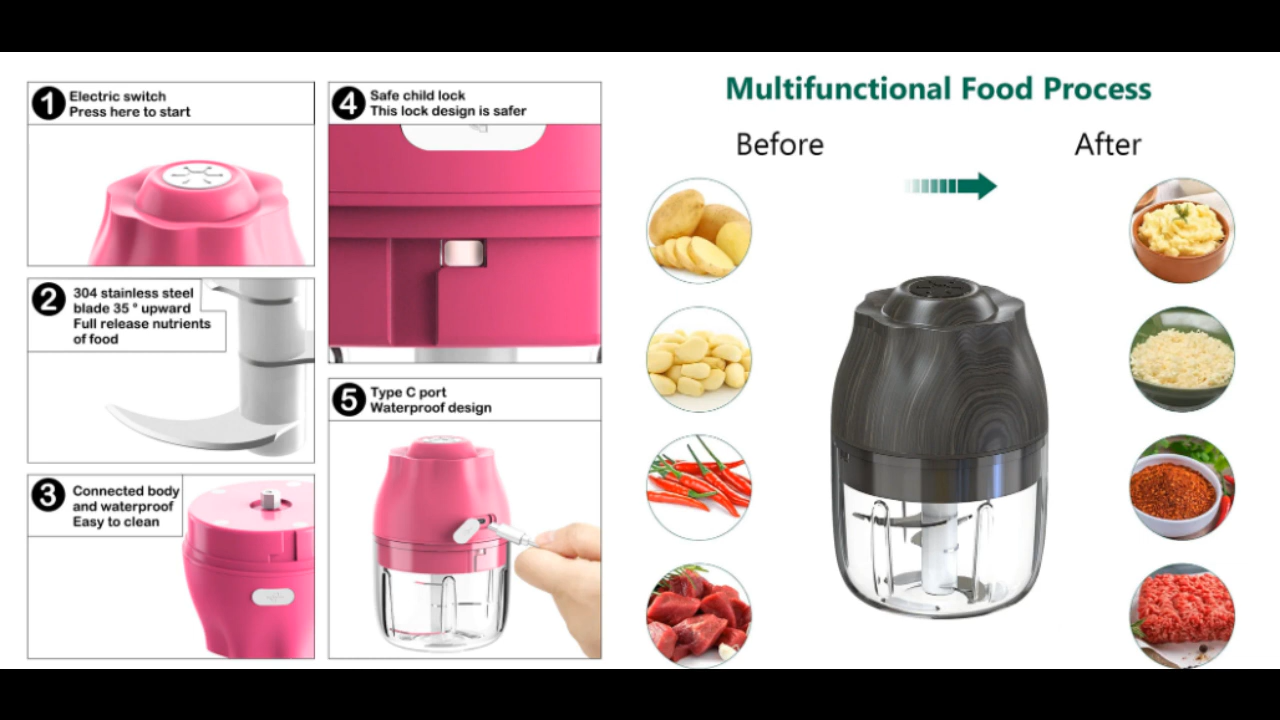 1
Electric switch
Press here to start
2
304 stainless steel
blade 35 ° upward
Full release nutrients
of food
3
Connected body
and waterproof
Easy to clean
4
Safe child lock
This lock design is safer
5
Type C port
Waterproof design
Multifunctional Food Process
Before
After